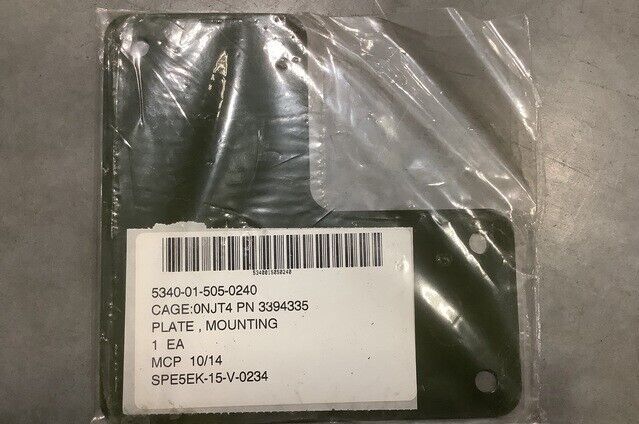 5340015050240
5340-01-505-0240
CAGE:0NJT4 PN 3394335
PLATE , MOUNTING
1 EA
MCP 10/14
SPE5EK-15-V-0234